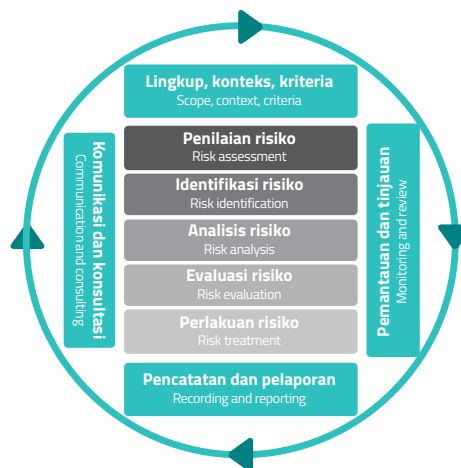 Lingkup, konteks, kriteria
Scope, context, criteria
Komunikasi dan konsultasi
Communication and consulting
Penilaian risiko
Risk assessment
Identifikasi risiko
Risk identification
Analisis risiko
Risk analysis
Evaluasi risiko
Risk evaluation
Perlakuan risiko
Risk treatment
Pemantauan dan tinjauan
Monitoring and review
Pencatatan dan pelaporan
Recording and reporting